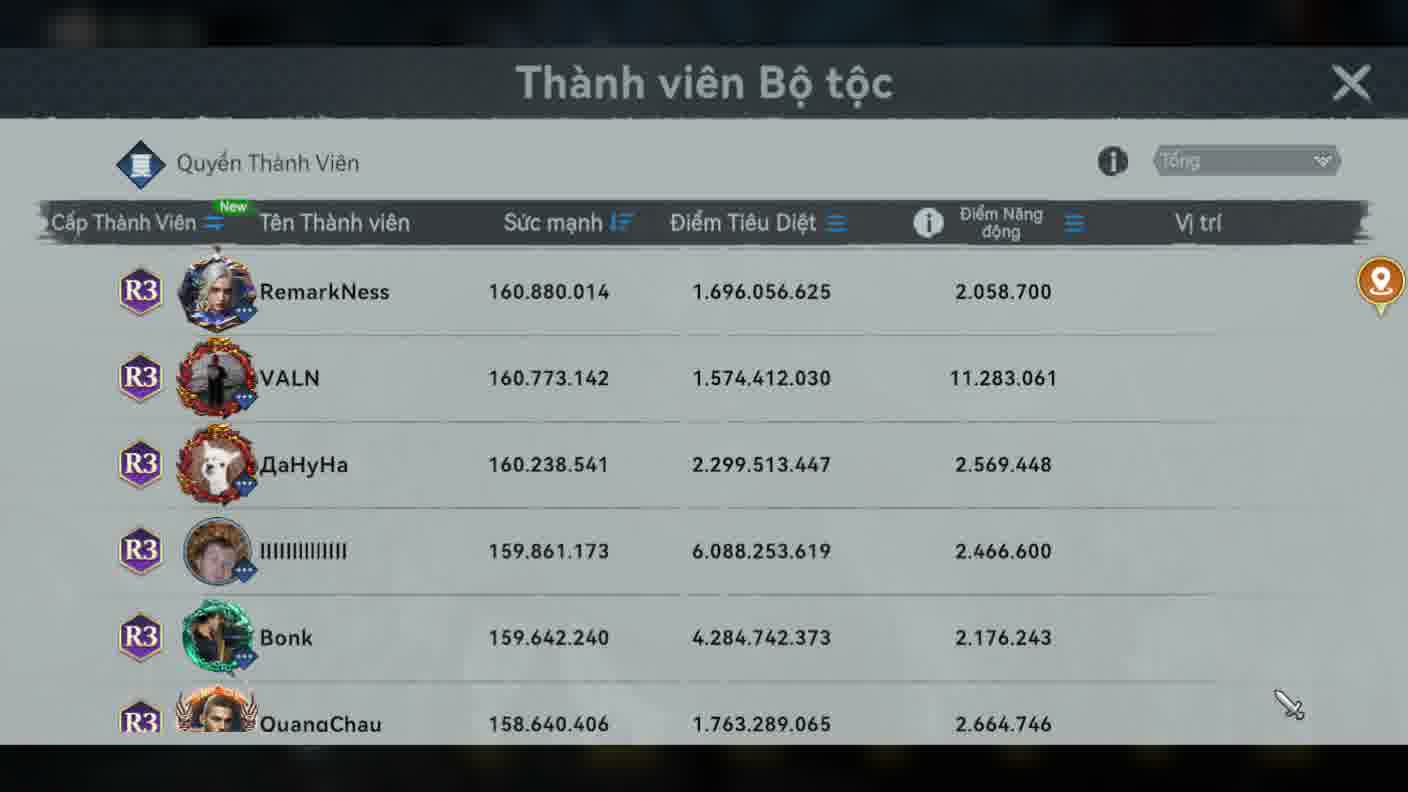 Thành viên Bộ tộc
Quyển Thành Viên
Tổng
New
Cấp Thành Viên Tên Thành viên Sức mạnh Điểm Tiêu Diệt Điểm Năng động Vị trí
R3 RemarkNess 160.880.014 1.696.056.625 2.058.700
R3 VALN 160.773.142 1.574.412.030 11.283.061
R3 ДаНуНа 160.238.541 2.299.513.447 2.569.448
R3 159.861.173 6.088.253.619 2.466.600
R3 Bonk 159.642.240 4.284.742.373 2.176.243
R3 QuangChau 158.640.406 1.763.289.065 2.664.746